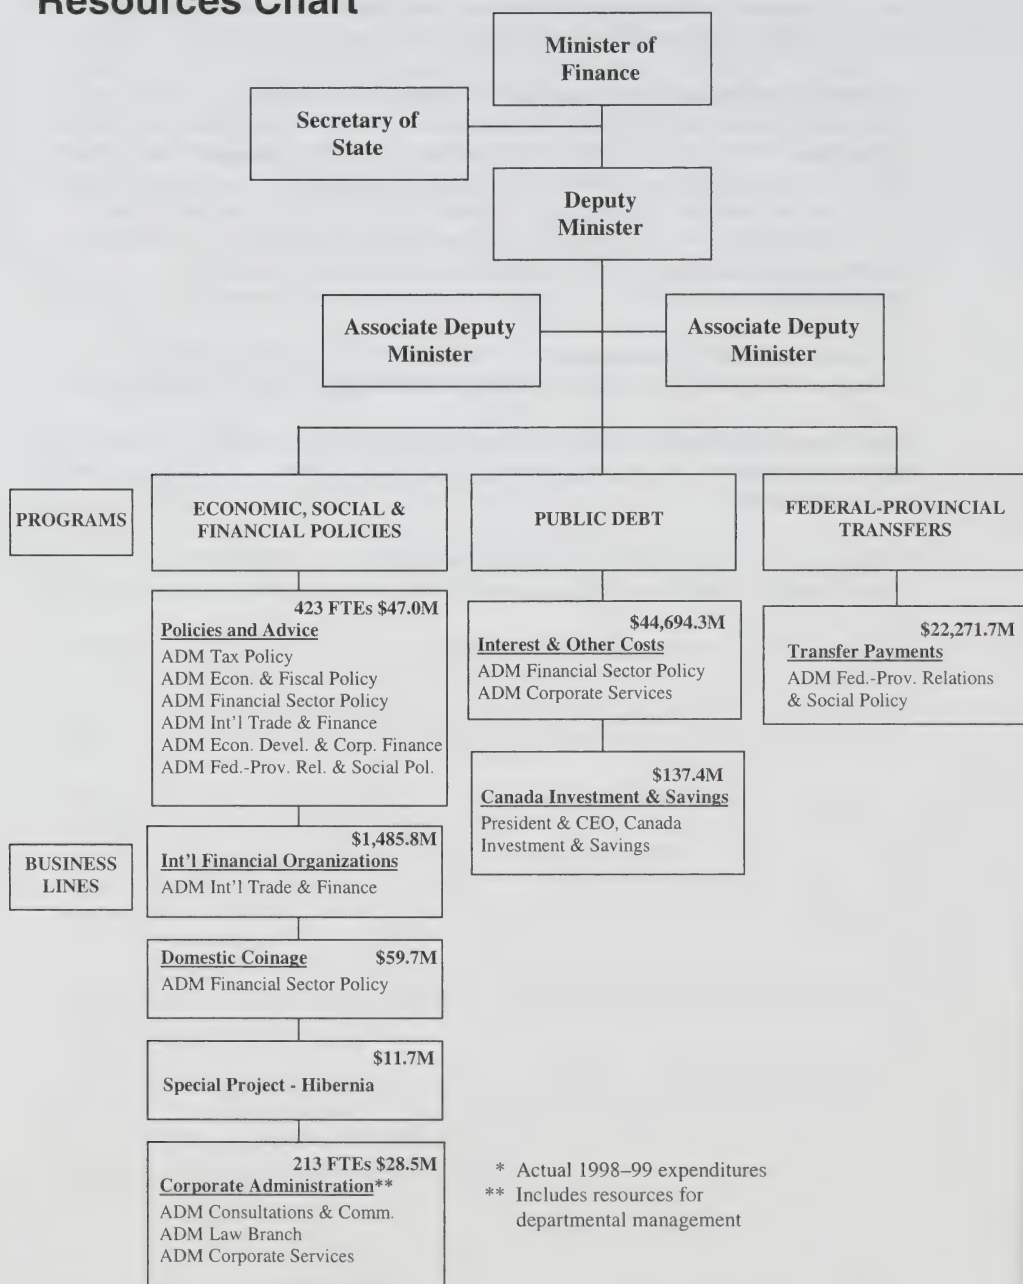 Resources Chart
Minister of
Finance
Secretary of
State
Deputy
Minister
Associate Deputy
Minister
Associate Deputy
Minister
PROGRAMS
ECONOMIC, SOCIAL &
FINANCIAL POLICIES
PUBLIC DEBT
FEDERAL-PROVINCIAL
TRANSFERS
423 FTEs $47.0M
Policies and Advice
ADM Tax Policy
ADM Econ. & Fiscal Policy
ADM Financial Sector Policy
ADM Int'l Trade & Finance
ADM Econ. Devel. & Corp. Finance
ADM Fed.-Prov. Rel. & Social Pol.
$44,694.3M
Interest & Other Costs
ADM Financial Sector Policy
ADM Corporate Services
$22,271.7M
Transfer Payments
ADM Fed.-Prov. Relations
& Social Policy
$137.4M
Canada Investment & Savings
President & CEO, Canada
Investment & Savings
BUSINESS
LINES
$1,485.8M
Int'l Financial Organizations
ADM Int'l Trade & Finance
Domestic Coinage $59.7M
ADM Financial Sector Policy
$11.7M
Special Project - Hibernia
213 FTEs $28.5M
Corporate Administration**
ADM Consultations & Comm.
ADM Law Branch
ADM Corporate Services
* Actual 1998–99 expenditures
** Includes resources for
departmental management